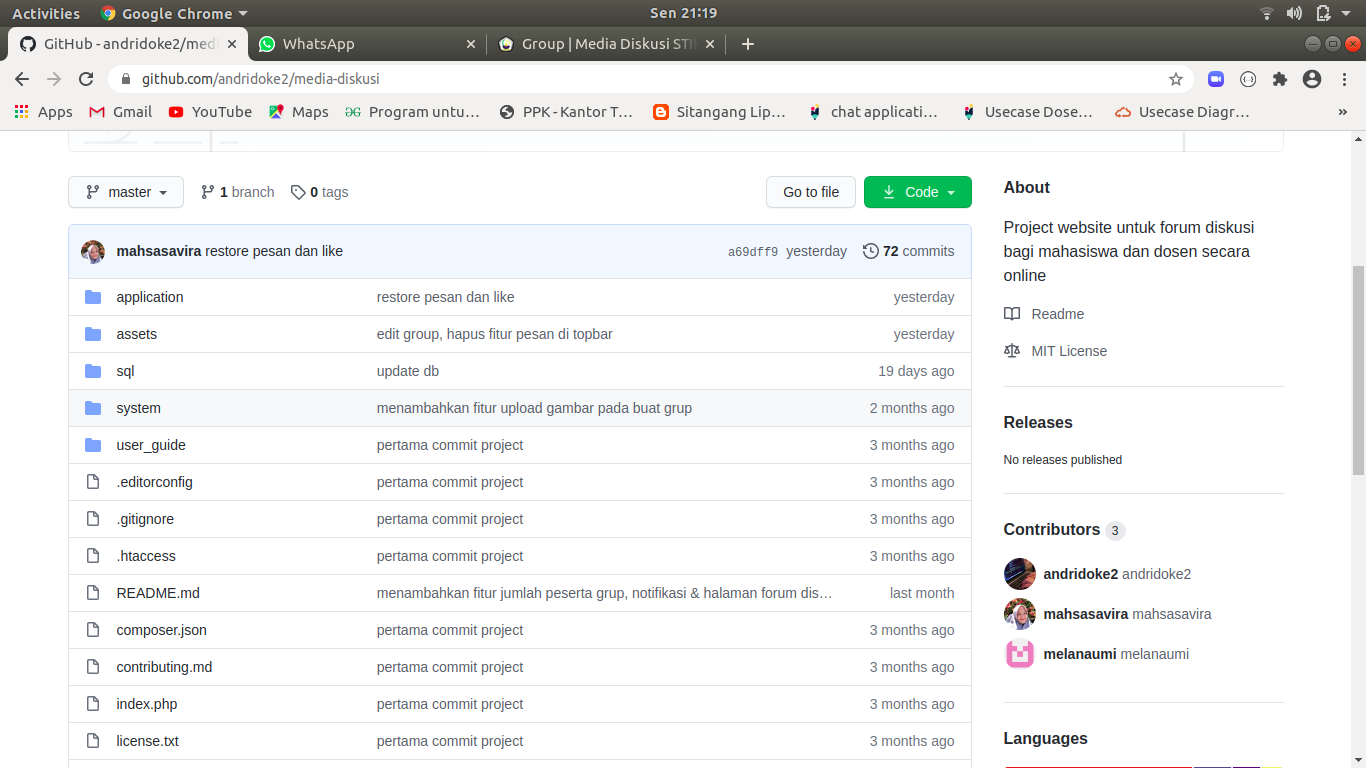 Activities Google Chrome Sen 21:19
GitHub - andridoke2/medi WhatsApp Group | Media Diskusi STI
github.com/andridoke2/media-diskusi
Apps Gmail YouTube Maps Program untu… PPK - Kantor T… Sitangang Lip… chat applicati… Usecase Dose… Usecase Diagr… »
master 1 branch 0 tags Go to file Code
mahsasavira restore pesan dan like a69dff9 yesterday 72 commits
application restore pesan dan like yesterday
assets edit group, hapus fitur pesan di topbar yesterday
sql update db 19 days ago
system menambahkan fitur upload gambar pada buat grup 2 months ago
user_guide pertama commit project 3 months ago
.editorconfig pertama commit project 3 months ago
.gitignore pertama commit project 3 months ago
.htaccess pertama commit project 3 months ago
README.md menambahkan fitur jumlah peserta grup, notifikasi & halaman forum dis… last month
composer.json pertama commit project 3 months ago
contributing.md pertama commit project 3 months ago
index.php pertama commit project 3 months ago
license.txt pertama commit project 3 months ago
About
Project website untuk forum diskusi
bagi mahasiswa dan dosen secara
online
Readme
MIT License
Releases
No releases published
Contributors 3
andridoke2 andridoke2
mahsasavira mahsasavira
melanaumi melanaumi
Languages